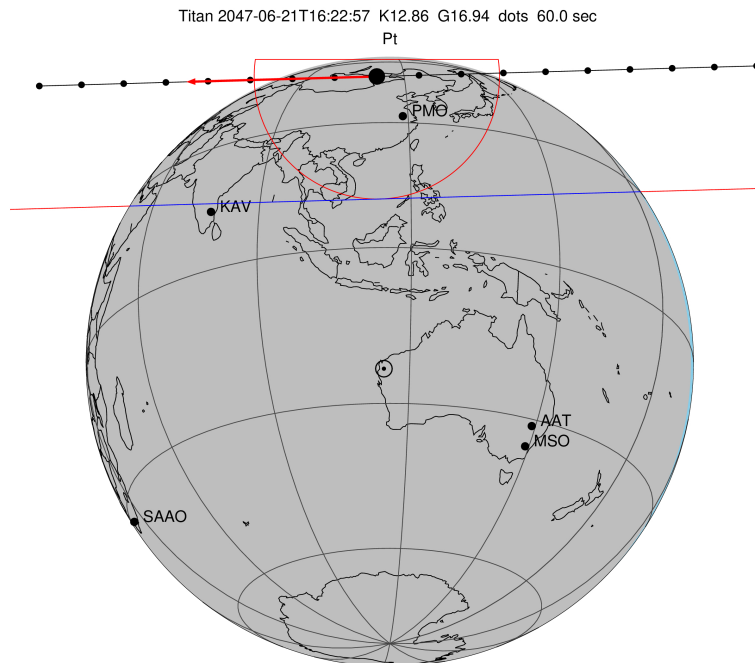 Titan 2047-06-21T16:22:57 K12.86 G16.94 dots 60.0 sec
Pt
PMO
KAV
AAT
MSO
SAAO